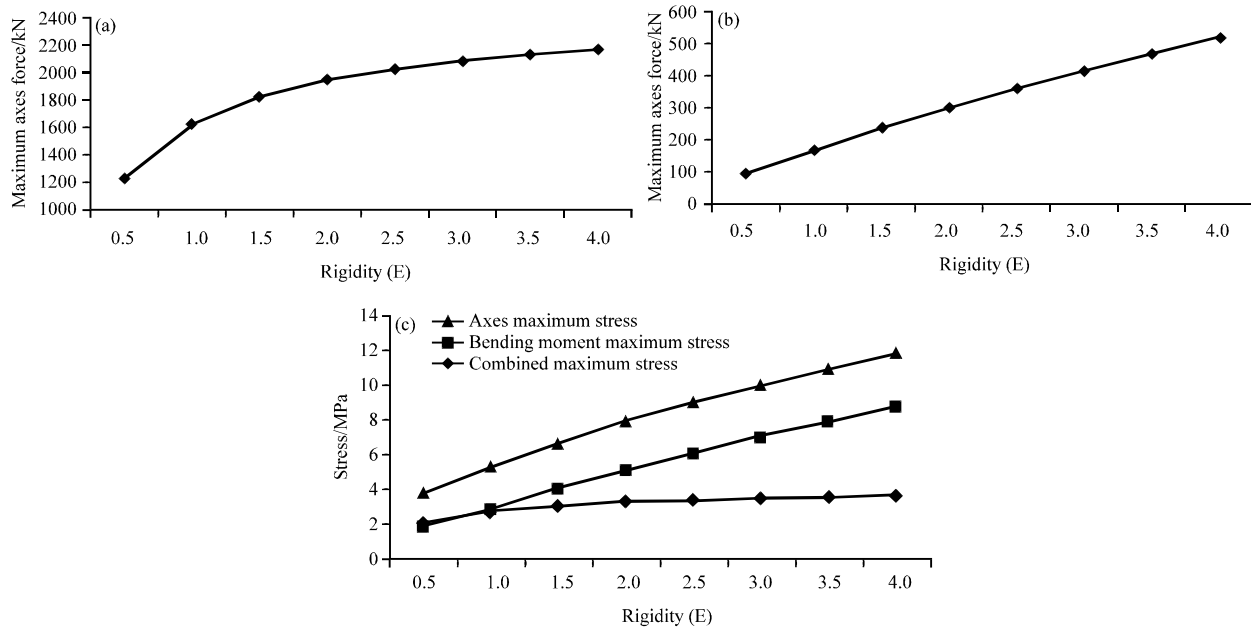 (a)
Maximum axes force/kN
2400
2200
2000
1800
1600
1400
1200
1000
0.5 1.0 1.5 2.0 2.5 3.0 3.5 4.0
Rigidity (E)
(b)
Maximum axes force/kN
600
500
400
300
200
100
0
0.5 1.0 1.5 2.0 2.5 3.0 3.5 4.0
Rigidity (E)
(c)
Axes maximum stress
Bending moment maximum stress
Combined maximum stress
Stress/MPa
14
12
10
8
6
4
2
0
0.5 1.0 1.5 2.0 2.5 3.0 3.5 4.0
Rigidity (E)